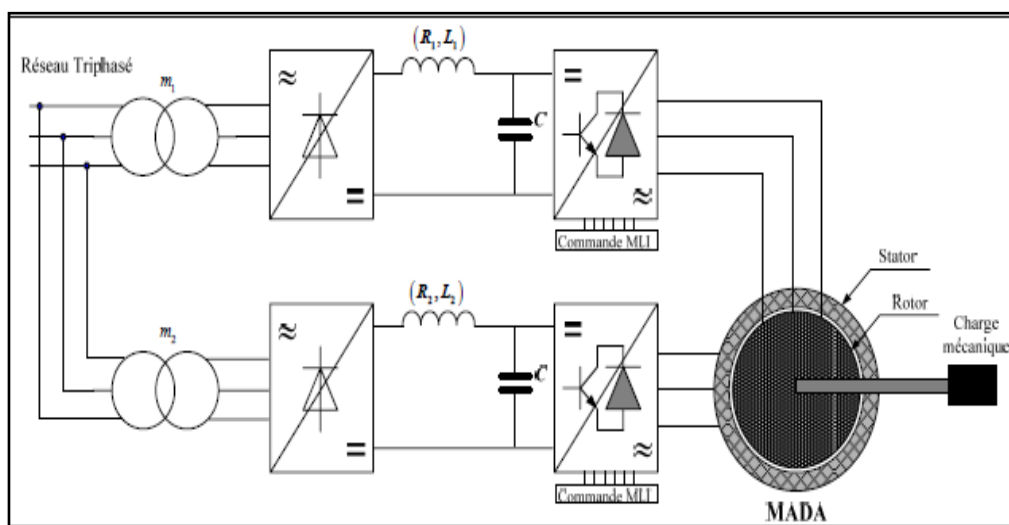 Réseau Triphasé
m₁
(R₁, L₁)
C
Commande MLI
Stator
Rotor
Charge
mécanique
m₂
(R₂, L₂)
C
Commande MLI
MADA